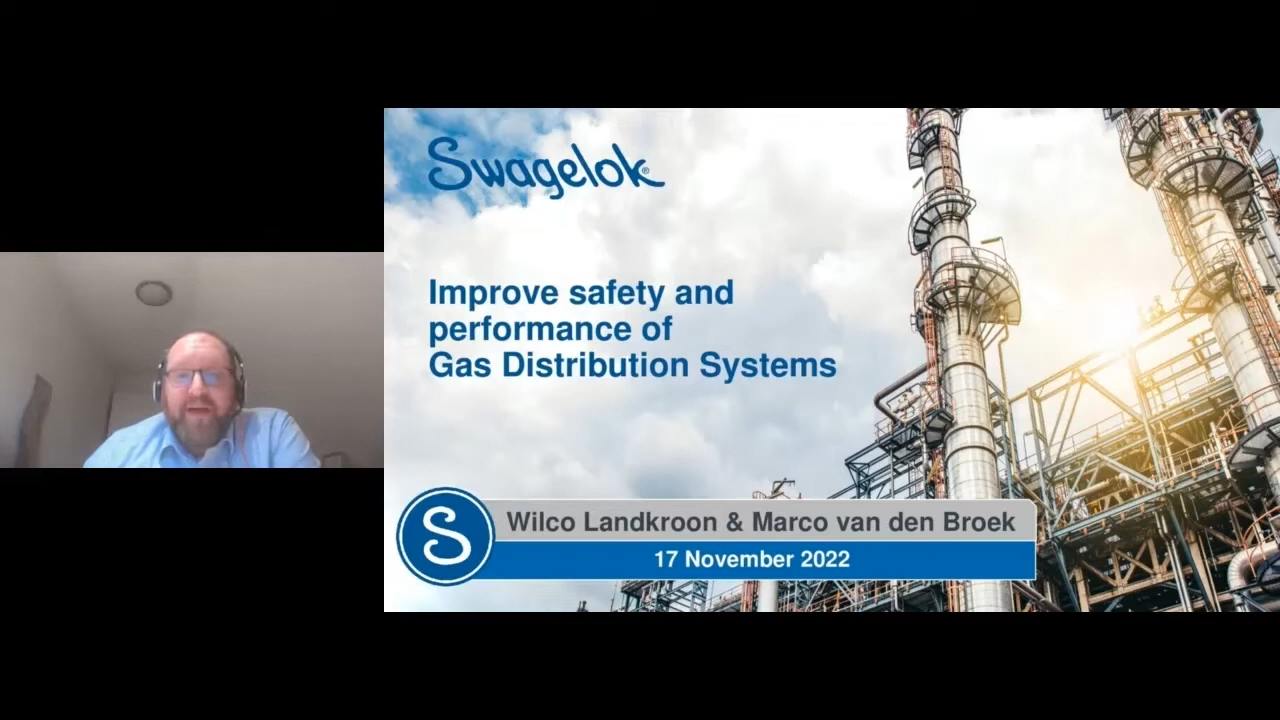 Swagelok®
Improve safety and
performance of
Gas Distribution Systems
S
Wilco Landkroon & Marco van den Broek
17 November 2022